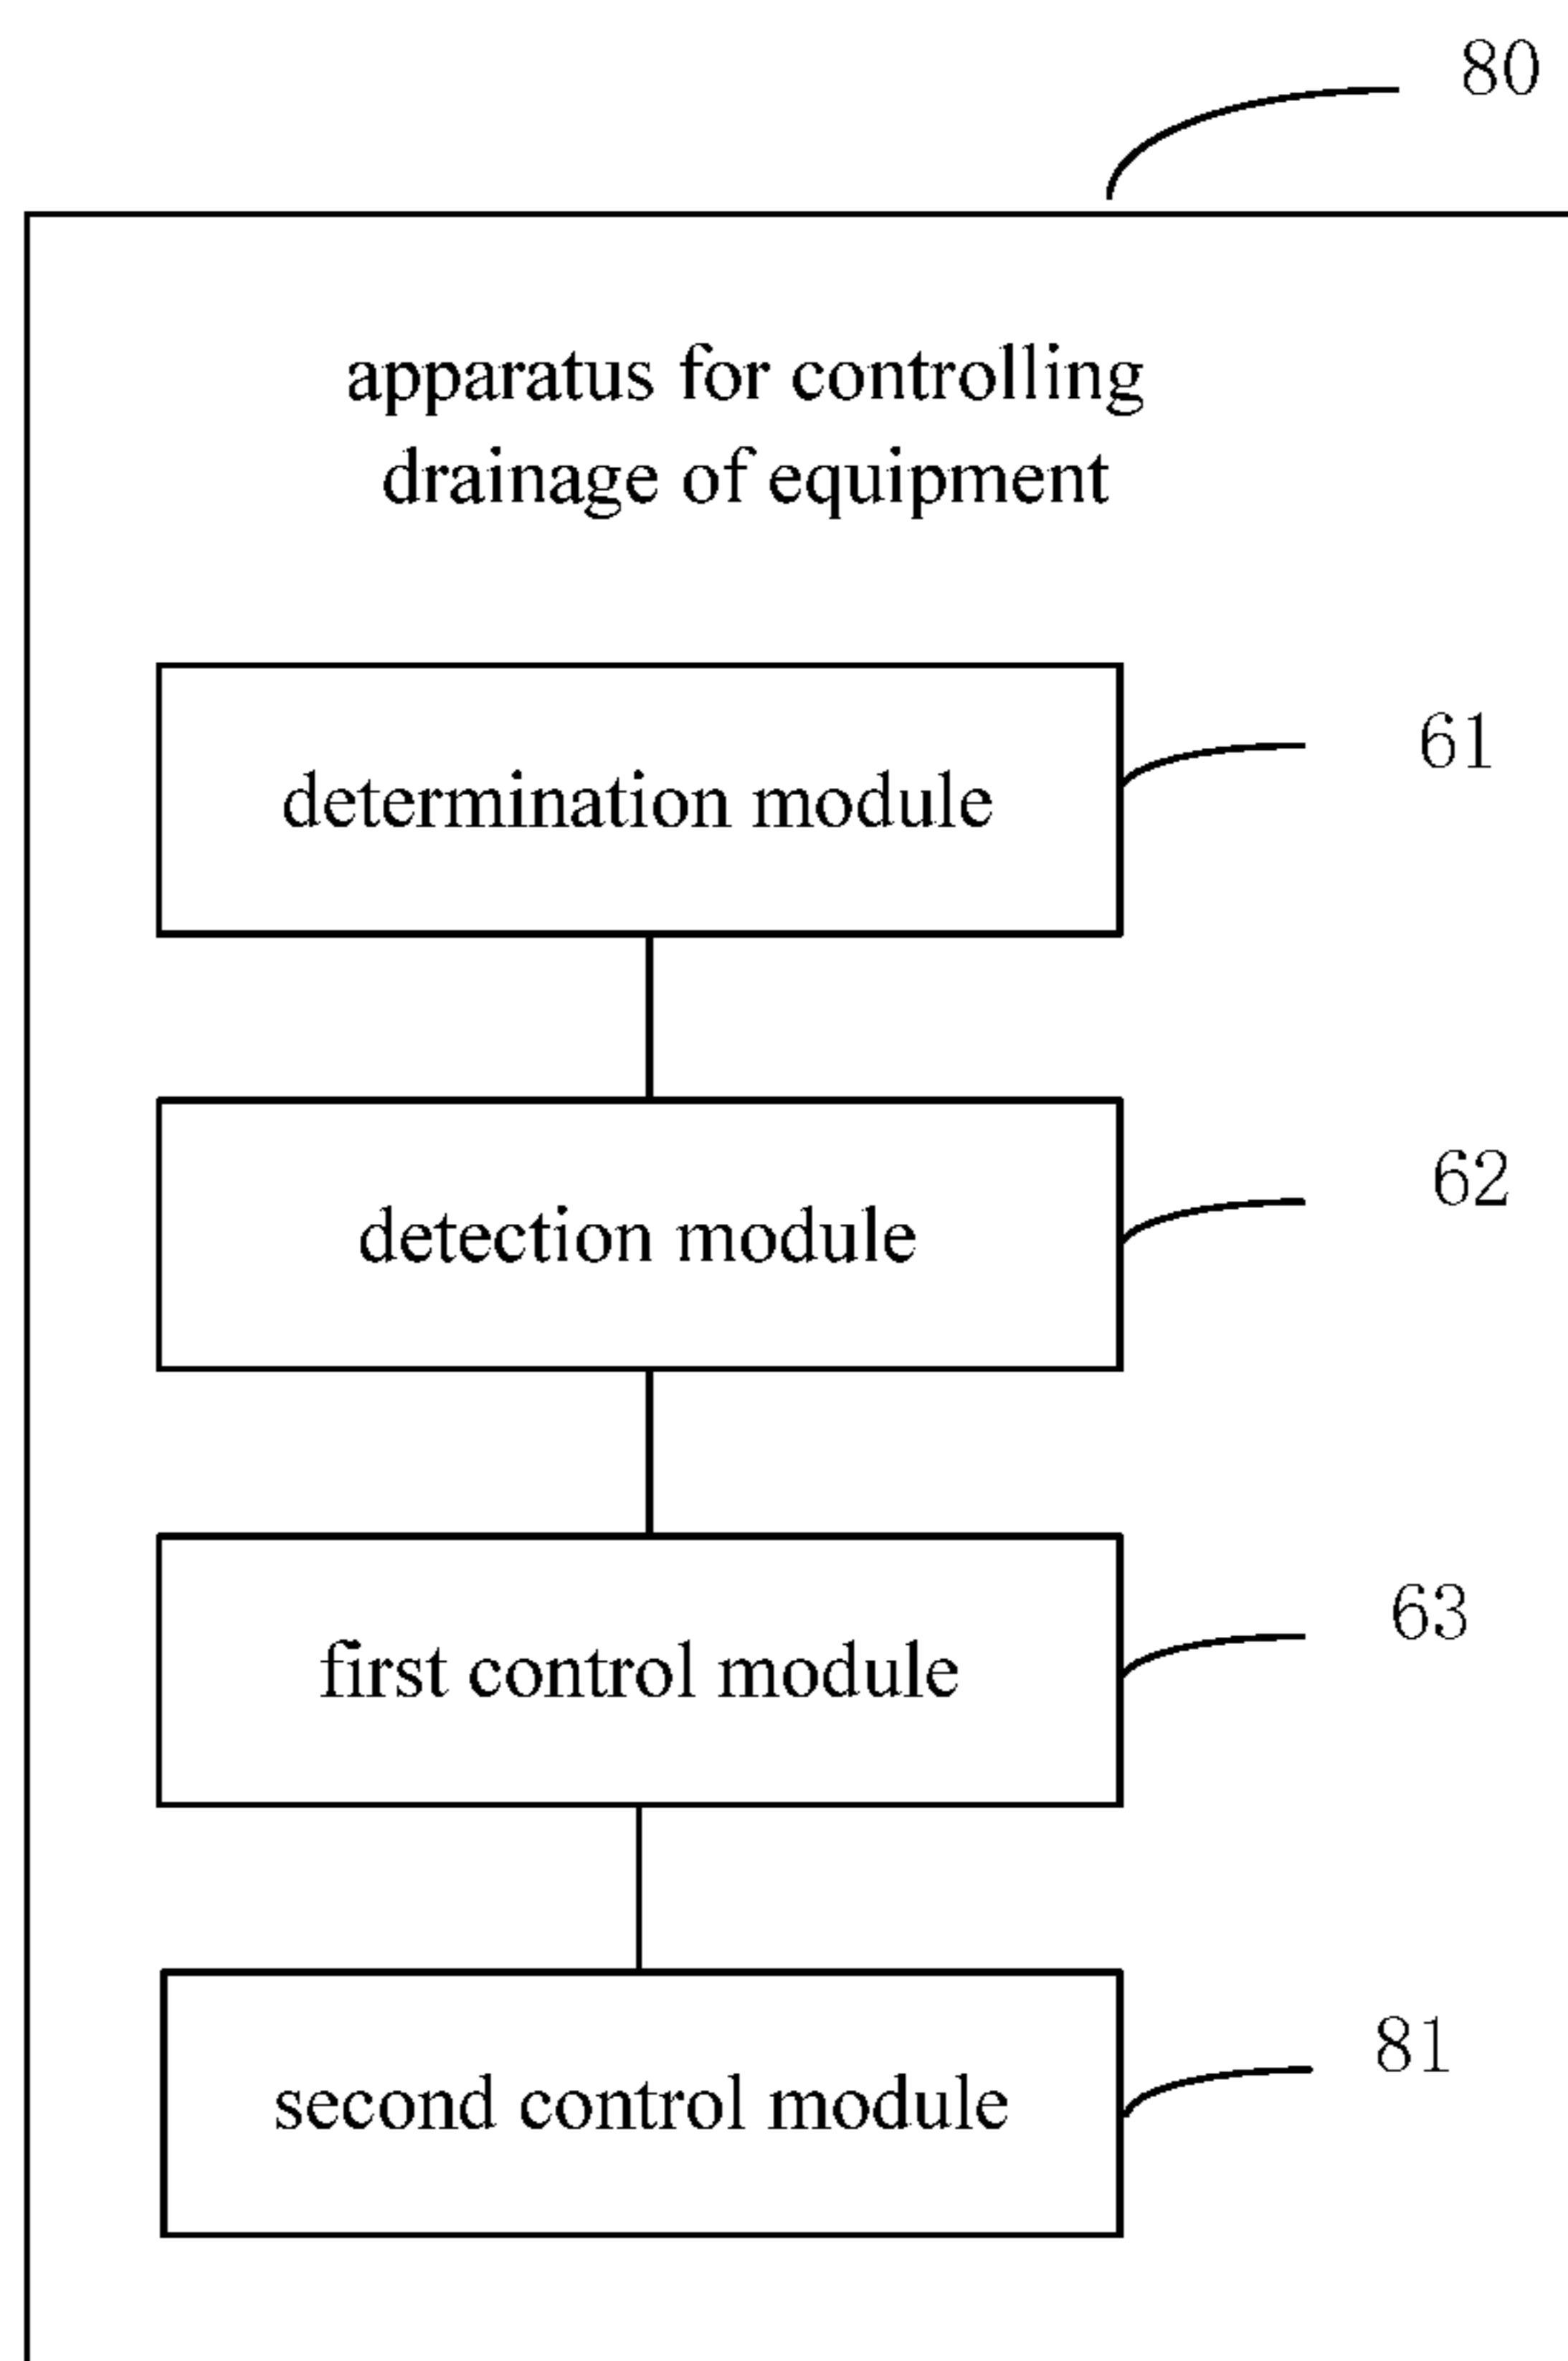 80
apparatus for controlling
drainage of equipment
determination module
61
detection module
62
first control module
63
second control module
81